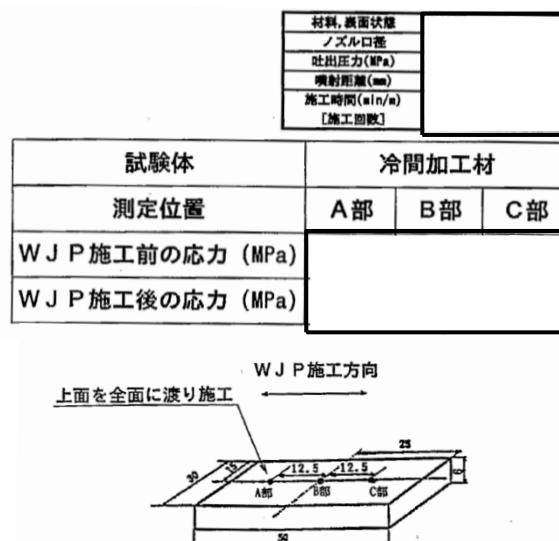 材料,表面状態
ノズル口径
吐出圧力(MPa)
噴射距離(mm)
施工時間(min/m)
[施工回数]
試験体 冷間加工材
測定位置 A部 B部 C部
WJP施工前の応力 (MPa)
WJP施工後の応力 (MPa)
WJP施工方向
上面を全面に渡り施工
25
30
15
12.5 12.5
6
A部 B部 C部
50